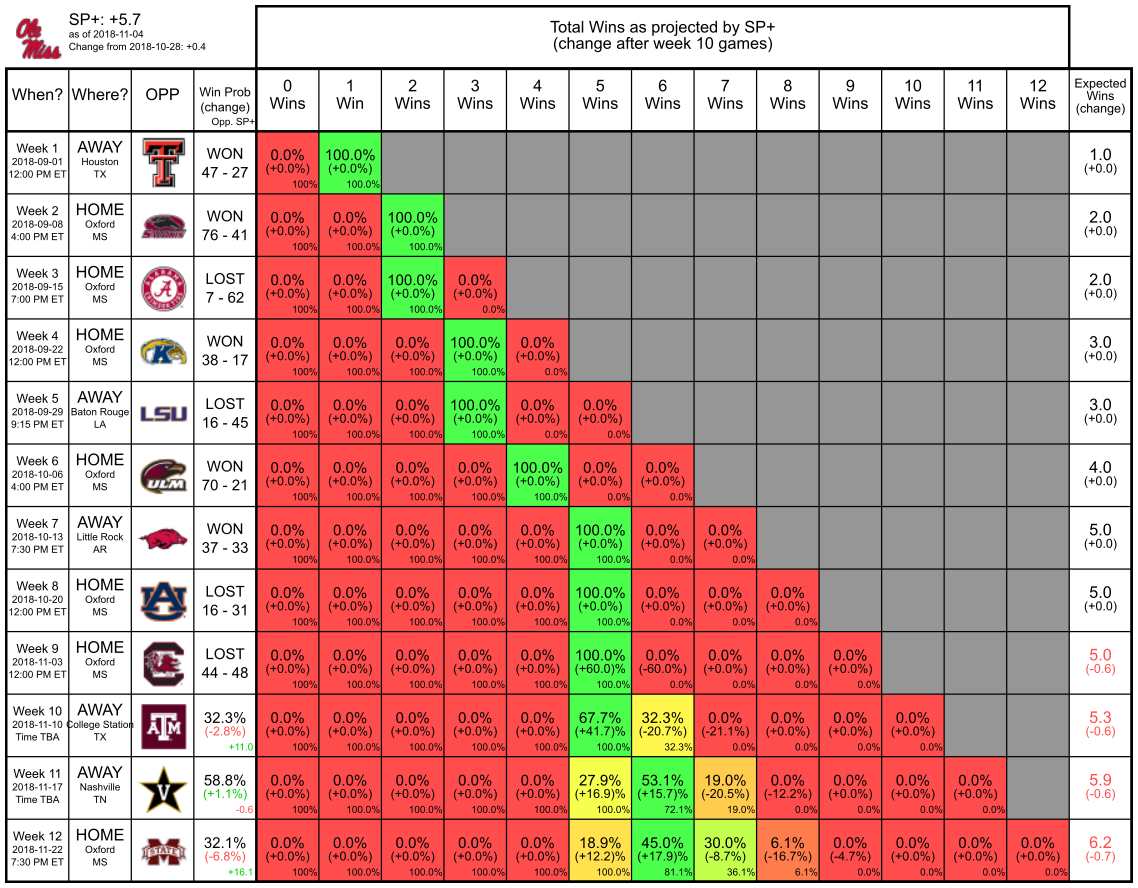 Ole
Miss
SP+: +5.7
as of 2018-11-04
Change from 2018-10-28: +0.4
Total Wins as projected by SP+
(change after week 10 games)
When? Where? OPP Win Prob (change) Opp. SP+ 0 Wins 1 Win 2 Wins 3 Wins 4 Wins 5 Wins 6 Wins 7 Wins 8 Wins 9 Wins 10 Wins 11 Wins 12 Wins Expected Wins (change)
Week 1 AWAY T WON 0.0% 100.0% 1.0
2018-09-01 Houston (+0.0%) (+0.0%) (+0.0)
12:00 PM ET TX 47 - 27 100% 100.0%
Week 2 HOME WON 0.0% 0.0% 100.0% 2.0
2018-09-08 Oxford (+0.0%) (+0.0%) (+0.0%) (+0.0)
4:00 PM ET MS 76 - 41 100% 100.0% 100.0%
Week 3 HOME A LOST 0.0% 0.0% 100.0% 0.0% 2.0
2018-09-15 Oxford (+0.0%) (+0.0%) (+0.0%) (+0.0%) (+0.0)
7:00 PM ET MS 7 - 62 100% 100.0% 100.0% 0.0%
Week 4 HOME K WON 0.0% 0.0% 0.0% 100.0% 0.0% 3.0
2018-09-22 Oxford (+0.0%) (+0.0%) (+0.0%) (+0.0%) (+0.0%) (+0.0)
12:00 PM ET MS 38 - 17 100% 100.0% 100.0% 100.0% 0.0%
Week 5 AWAY LSU LOST 0.0% 0.0% 0.0% 100.0% 0.0% 0.0% 3.0
2018-09-29 Baton Rouge (+0.0%) (+0.0%) (+0.0%) (+0.0%) (+0.0%) (+0.0%) (+0.0)
9:15 PM ET LA 16 - 45 100% 100.0% 100.0% 100.0% 0.0% 0.0%
Week 6 HOME ULM WON 0.0% 0.0% 0.0% 0.0% 100.0% 0.0% 0.0% 4.0
2018-10-06 Oxford (+0.0%) (+0.0%) (+0.0%) (+0.0%) (+0.0%) (+0.0%) (+0.0%) (+0.0)
4:00 PM ET MS 70 - 21 100% 100.0% 100.0% 100.0% 100.0% 0.0% 0.0%
Week 7 AWAY WON 0.0% 0.0% 0.0% 0.0% 0.0% 100.0% 0.0% 0.0% 5.0
2018-10-13 Little Rock (+0.0%) (+0.0%) (+0.0%) (+0.0%) (+0.0%) (+0.0%) (+0.0%) (+0.0%) (+0.0)
7:30 PM ET AR 37 - 33 100% 100.0% 100.0% 100.0% 100.0% 100.0% 0.0% 0.0%
Week 8 HOME AU LOST 0.0% 0.0% 0.0% 0.0% 0.0% 100.0% 0.0% 0.0% 0.0% 5.0
2018-10-20 Oxford (+0.0%) (+0.0%) (+0.0%) (+0.0%) (+0.0%) (+0.0%) (+0.0%) (+0.0%) (+0.0%) (+0.0)
12:00 PM ET MS 16 - 31 100% 100.0% 100.0% 100.0% 100.0% 100.0% 0.0% 0.0% 0.0%
Week 9 HOME C LOST 0.0% 0.0% 0.0% 0.0% 0.0% 100.0% 0.0% 0.0% 0.0% 0.0% 5.0
2018-11-03 Oxford (+0.0%) (+0.0%) (+0.0%) (+0.0%) (+0.0%) (+60.0)% (-60.0%) (+0.0%) (+0.0%) (+0.0%) (-0.6)
12:00 PM ET MS 44 - 48 100% 100.0% 100.0% 100.0% 100.0% 100.0% 0.0% 0.0% 0.0% 0.0%
Week 10 AWAY ATM 32.3% 0.0% 0.0% 0.0% 0.0% 0.0% 67.7% 32.3% 0.0% 0.0% 0.0% 0.0% 5.3
2018-11-10 College Station (-2.8%) (+0.0%) (+0.0%) (+0.0%) (+0.0%) (+0.0%) (+41.7)% (-20.7%) (-21.1%) (+0.0%) (+0.0%) (+0.0%) (-0.6)
Time TBA TX +11.0 100% 100.0% 100.0% 100.0% 100.0% 100.0% 32.3% 0.0% 0.0% 0.0% 0.0%
Week 11 AWAY V 58.8% 0.0% 0.0% 0.0% 0.0% 0.0% 27.9% 53.1% 19.0% 0.0% 0.0% 0.0% 0.0% 5.9
2018-11-17 Nashville (+1.1%) (+0.0%) (+0.0%) (+0.0%) (+0.0%) (+0.0%) (+16.9)% (+15.7)% (-20.5%) (-12.2%) (+0.0%) (+0.0%) (+0.0%) (-0.6)
Time TBA TN -0.6 100% 100.0% 100.0% 100.0% 100.0% 100.0% 72.1% 19.0% 0.0% 0.0% 0.0% 0.0%
Week 12 HOME STATE 32.1% 0.0% 0.0% 0.0% 0.0% 0.0% 18.9% 45.0% 30.0% 6.1% 0.0% 0.0% 0.0% 0.0% 6.2
2018-11-22 Oxford (-6.8%) (+0.0%) (+0.0%) (+0.0%) (+0.0%) (+0.0%) (+12.2)% (+17.9)% (-8.7%) (-16.7%) (-4.7%) (+0.0%) (+0.0%) (+0.0%) (-0.7)
7:30 PM ET MS +16.1 100% 100.0% 100.0% 100.0% 100.0% 100.0% 81.1% 36.1% 6.1% 0.0% 0.0% 0.0% 0.0%